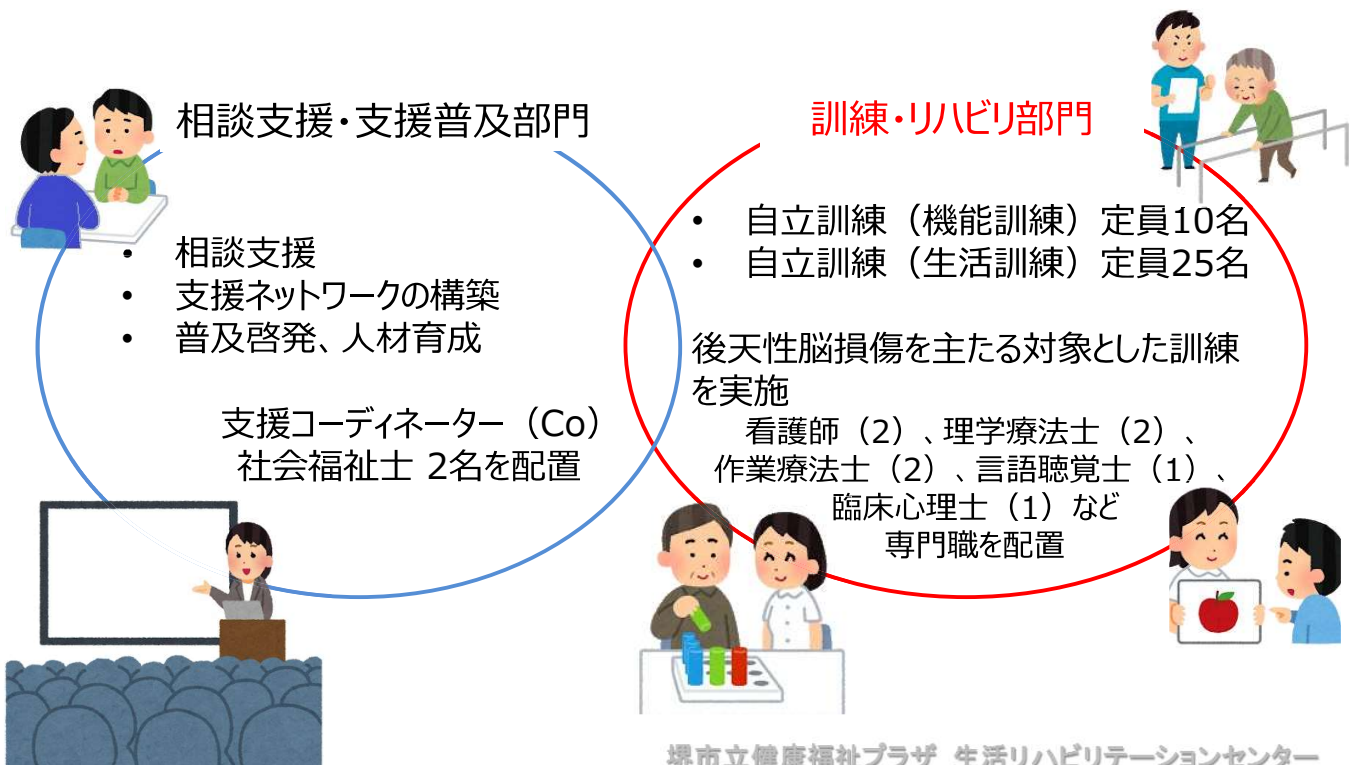 相談支援・支援普及部門
• 相談支援
• 支援ネットワークの構築
• 普及啓発、人材育成
支援コーディネーター（Co）
社会福祉士 2名を配置
訓練・リハビリ部門
• 自立訓練（機能訓練）定員10名
• 自立訓練（生活訓練）定員25名
後天性脳損傷を主たる対象とした訓練
を実施
看護師（2）、理学療法士（2）、
作業療法士（2）、言語聴覚士（1）、
臨床心理士（1）など
専門職を配置
堺市立健康福祉プラザ 生活リハビリテーションセンター